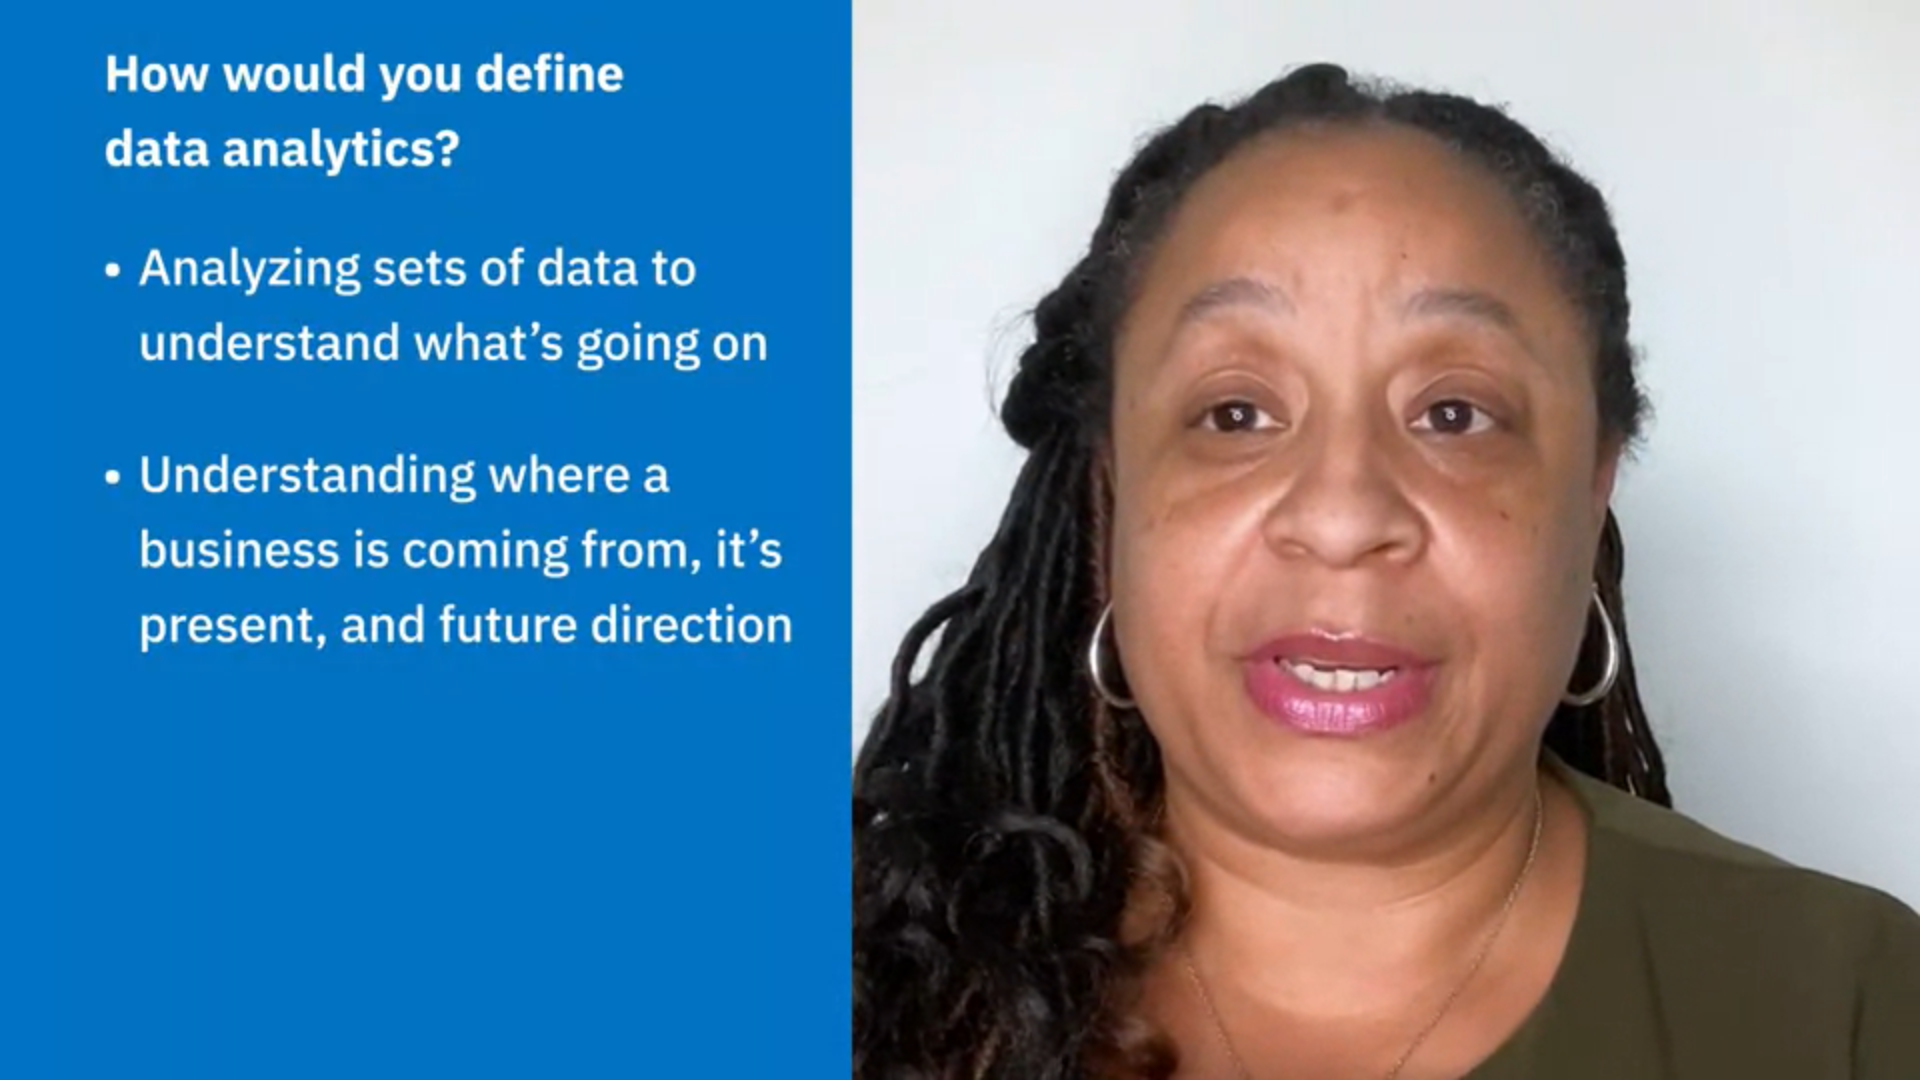 How would you define
data analytics?
• Analyzing sets of data to
understand what’s going on
• Understanding where a
business is coming from, it’s
present, and future direction